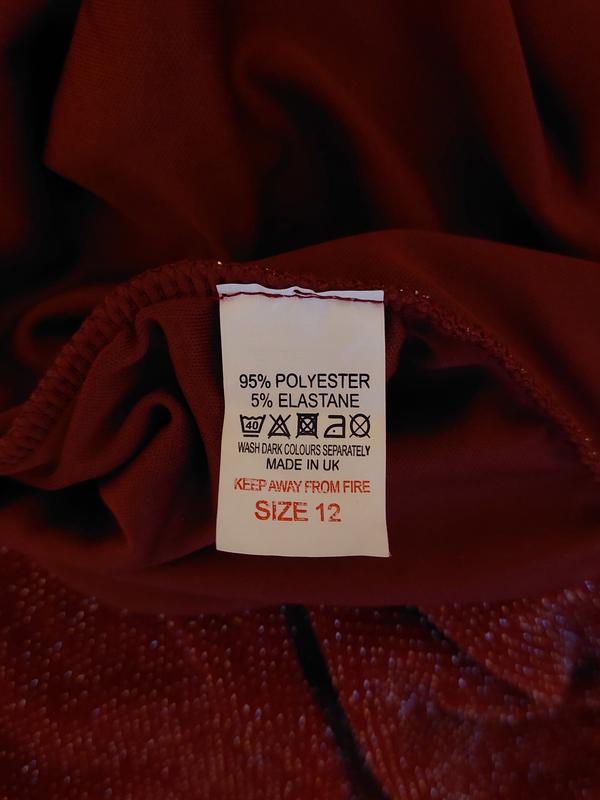 95% POLYESTER
5% ELASTANE
40
WASH DARK COLOURS SEPARATELY
MADE IN UK
KEEP AWAY FROM FIRE
SIZE 12